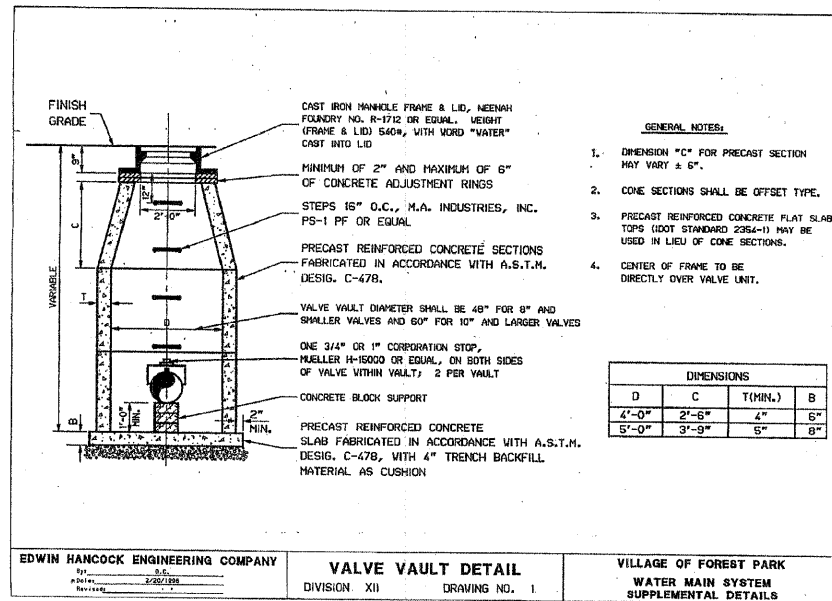 FINISH
GRADE
9"
12"
2'-0"
C
VARIABLE
T
D
B
1'-0"
MIN.
2"
MIN.
CAST IRON MANHOLE FRAME & LID, NEENAH
FOUNDRY NO. R-1712 OR EQUAL. WEIGHT
(FRAME & LID) 540#, WITH WORD "WATER"
CAST INTO LID
MINIMUM OF 2" AND MAXIMUM OF 6"
OF CONCRETE ADJUSTMENT RINGS
STEPS 16" O.C., M.A. INDUSTRIES, INC.
PS-1 PF OR EQUAL
PRECAST REINFORCED CONCRETE SECTIONS
FABRICATED IN ACCORDANCE WITH A.S.T.M.
DESIG. C-478.
VALVE VAULT DIAMETER SHALL BE 48" FOR 8" AND
SMALLER VALVES AND 60" FOR 10" AND LARGER VALVES
ONE 3/4" OR 1" CORPORATION STOP,
MUELLER H-15000 OR EQUAL, ON BOTH SIDES
OF VALVE WITHIN VAULT; 2 PER VAULT
CONCRETE BLOCK SUPPORT
PRECAST REINFORCED CONCRETE
SLAB FABRICATED IN ACCORDANCE WITH A.S.T.M.
DESIG. C-478, WITH 4" TRENCH BACKFILL
MATERIAL AS CUSHION
GENERAL NOTES:
1. DIMENSION "C" FOR PRECAST SECTION
MAY VARY ± 6".
2. CONE SECTIONS SHALL BE OFFSET TYPE.
3. PRECAST REINFORCED CONCRETE FLAT SLAB
TOPS (IDOT STANDARD 2354-1) MAY BE
USED IN LIEU OF CONE SECTIONS.
4. CENTER OF FRAME TO BE
DIRECTLY OVER VALVE UNIT.
DIMENSIONS
D C T(MIN.) B
4'-0" 2'-6" 4" 6"
5'-0" 3'-9" 5" 8"
EDWIN HANCOCK ENGINEERING COMPANY
By:
Date: 2/20/1996
Revised:
VALVE VAULT DETAIL
DIVISION XII DRAWING NO. 1
VILLAGE OF FOREST PARK
WATER MAIN SYSTEM
SUPPLEMENTAL DETAILS